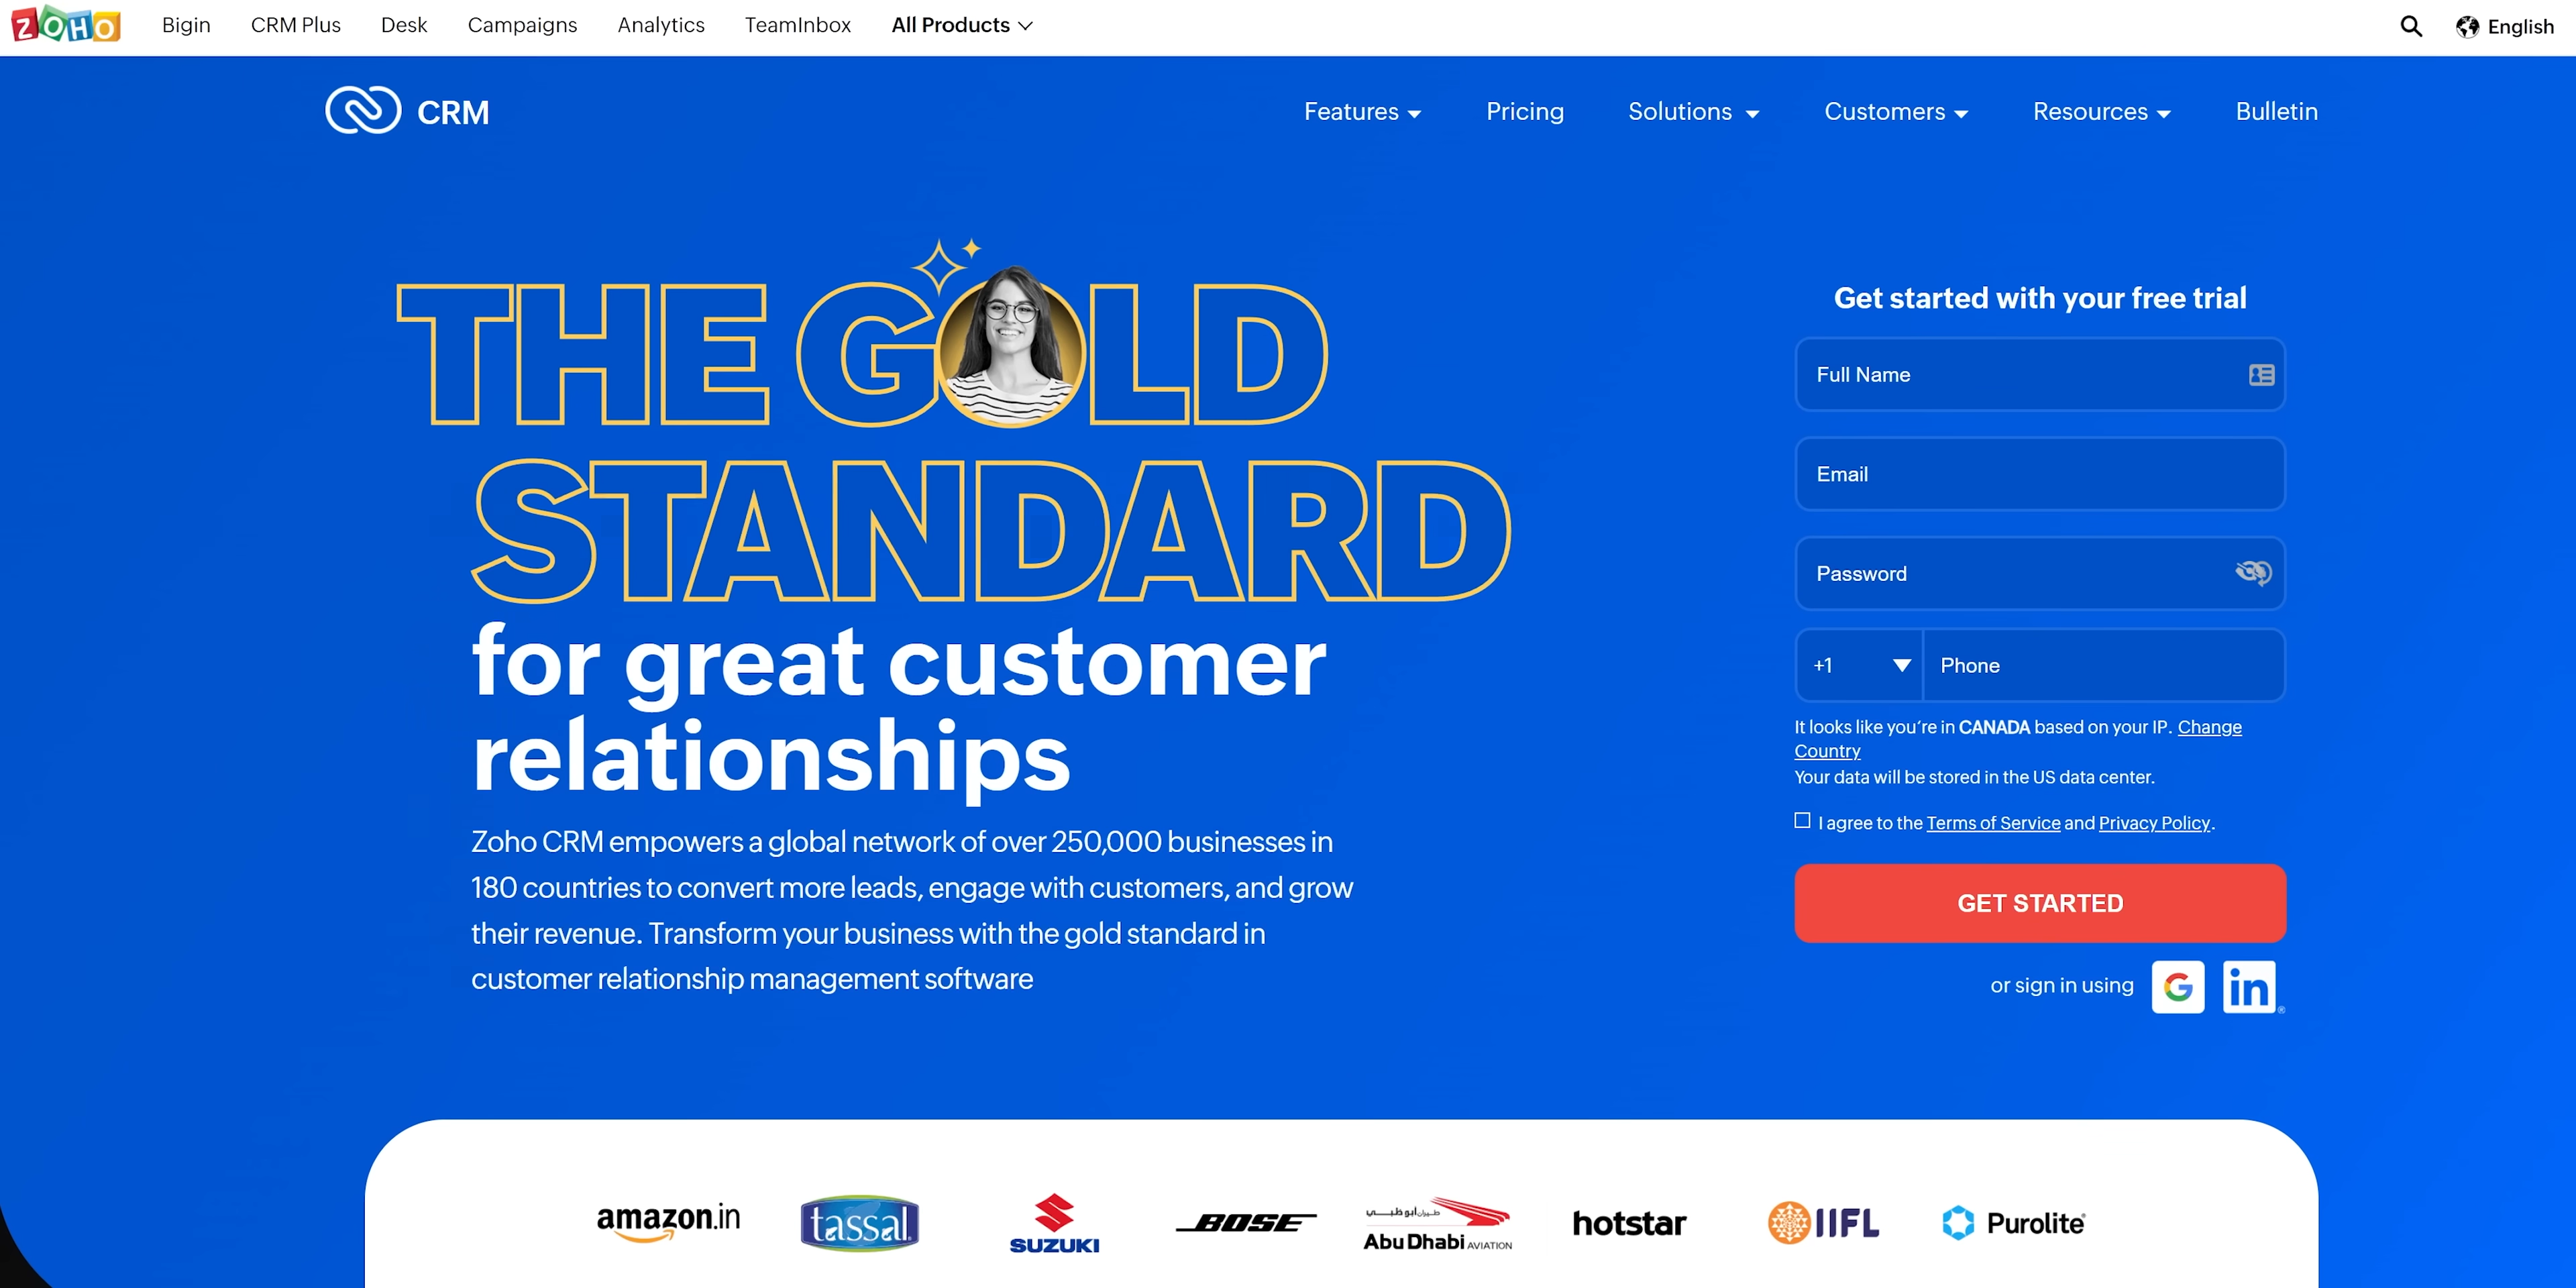 ZOHO Bigin CRM Plus Desk Campaigns Analytics TeamInbox All Products English
CRM Features Pricing Solutions Customers Resources Bulletin
THE GOLD
STANDARD
for great customer
relationships
Zoho CRM empowers a global network of over 250,000 businesses in
180 countries to convert more leads, engage with customers, and grow
their revenue. Transform your business with the gold standard in
customer relationship management software
Get started with your free trial
Full Name
Email
Password
+1 Phone
It looks like you're in CANADA based on your IP. Change
Country
Your data will be stored in the US data center.
I agree to the Terms of Service and Privacy Policy.
GET STARTED
or sign in using G in
amazon.in tassal SUZUKI BOSE طيران أبوظبي Abu Dhabi AVIATION hotstar IIFL Purolite